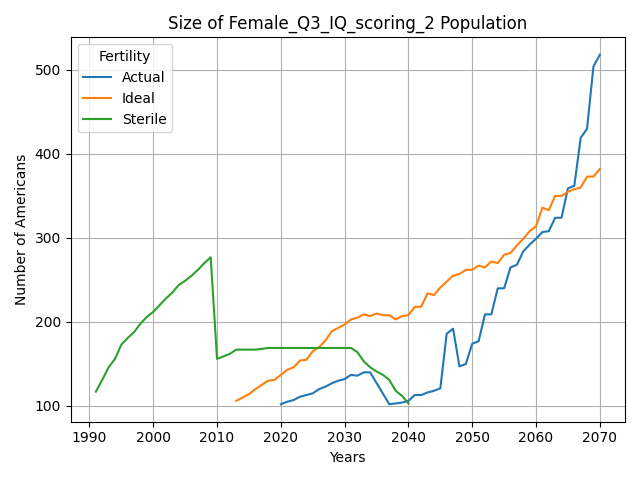 Size of Female_Q3_IQ_scoring_2 Population
Fertility
Actual
Ideal
Sterile
Number of Americans
500
400
300
200
100
1990
2000
2010
2020
2030
2040
2050
2060
2070
Years